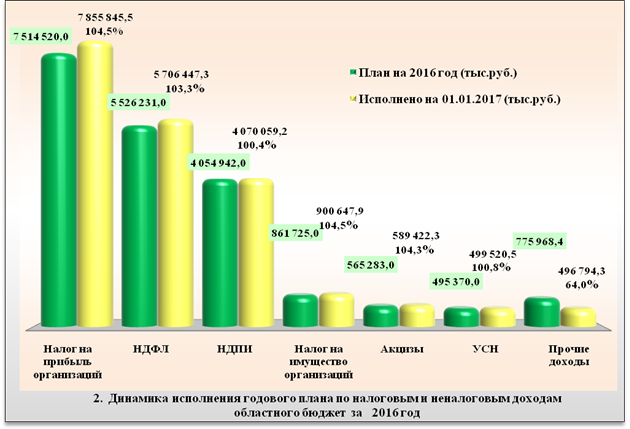 7 855 845,5
104,5%
7 514 520,0
План на 2016 год (тыс.руб.)
Исполнено на 01.01.2017 (тыс.руб.)
5 706 447,3
103,3%
5 526 231,0
4 070 059,2
100,4%
4 054 942,0
900 647,9
104,5%
861 725,0
589 422,3
104,3%
565 283,0
499 520,5
100,8%
495 370,0
775 968,4
496 794,3
64,0%
Налог на
прибыль
организаций
НДФЛ
НДПИ
Налог на
имущество
организаций
Акцизы
УСН
Прочие
доходы
2. Динамика исполнения годового плана по налоговым и неналоговым доходам
областного бюджет за 2016 год